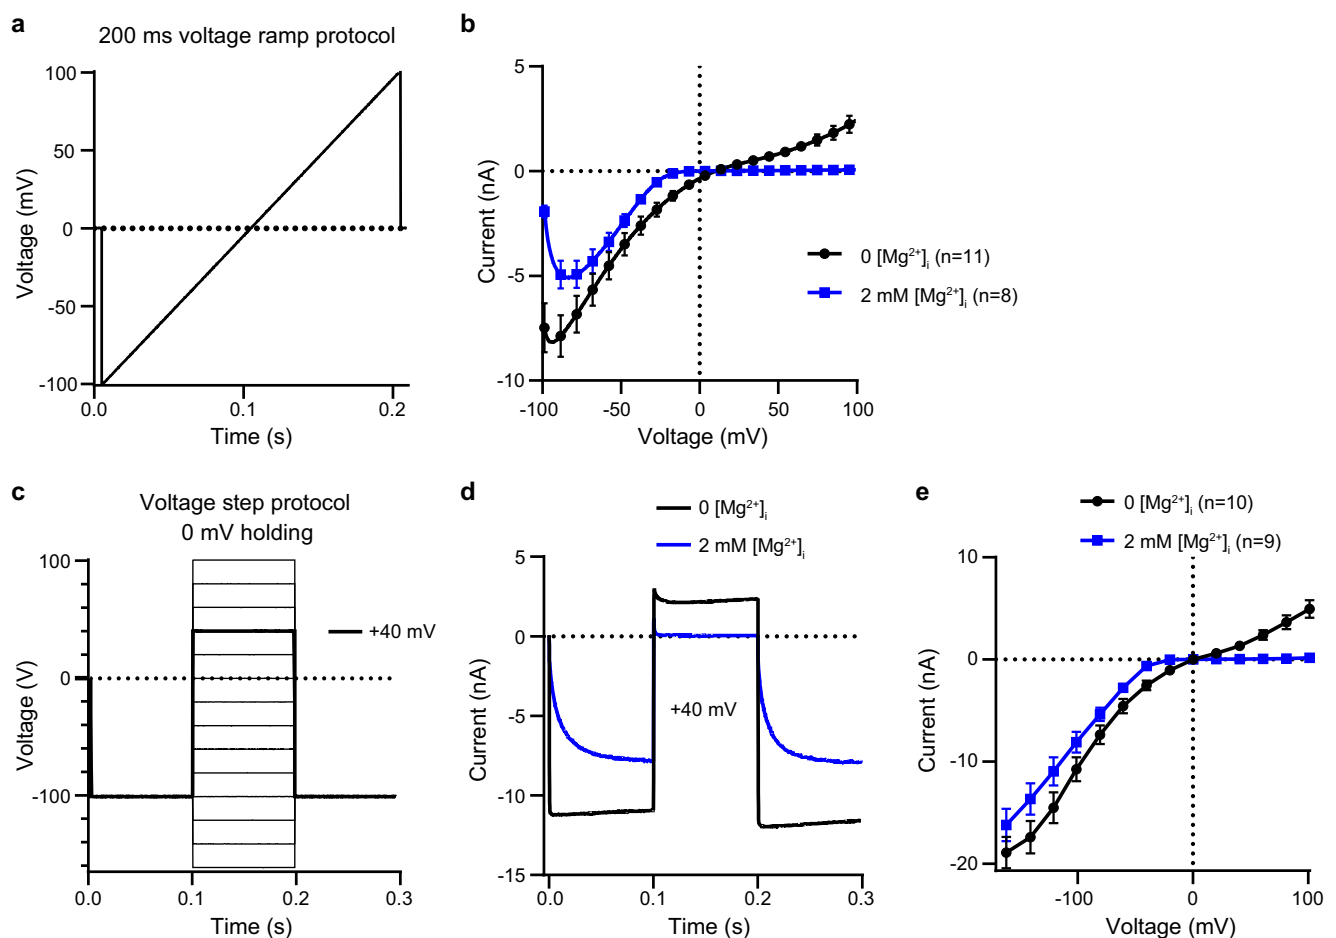 a
200 ms voltage ramp protocol
Voltage (mV)
100
50
0
-50
-100
0.0
0.1
0.2
Time (s)
b
Current (nA)
5
0
-5
-10
-100
-50
0
50
100
Voltage (mV)
0 [Mg²⁺]ᵢ (n=11)
2 mM [Mg²⁺]ᵢ (n=8)
c
Voltage step protocol
0 mV holding
Voltage (V)
100
0
-100
+40 mV
0.0
0.1
0.2
0.3
Time (s)
d
0 [Mg²⁺]ᵢ
2 mM [Mg²⁺]ᵢ
Current (nA)
5
0
-5
-10
-15
+40 mV
0.0
0.1
0.2
0.3
Time (s)
e
0 [Mg²⁺]ᵢ (n=10)
2 mM [Mg²⁺]ᵢ (n=9)
Current (nA)
10
0
-10
-20
-100
0
100
Voltage (mV)